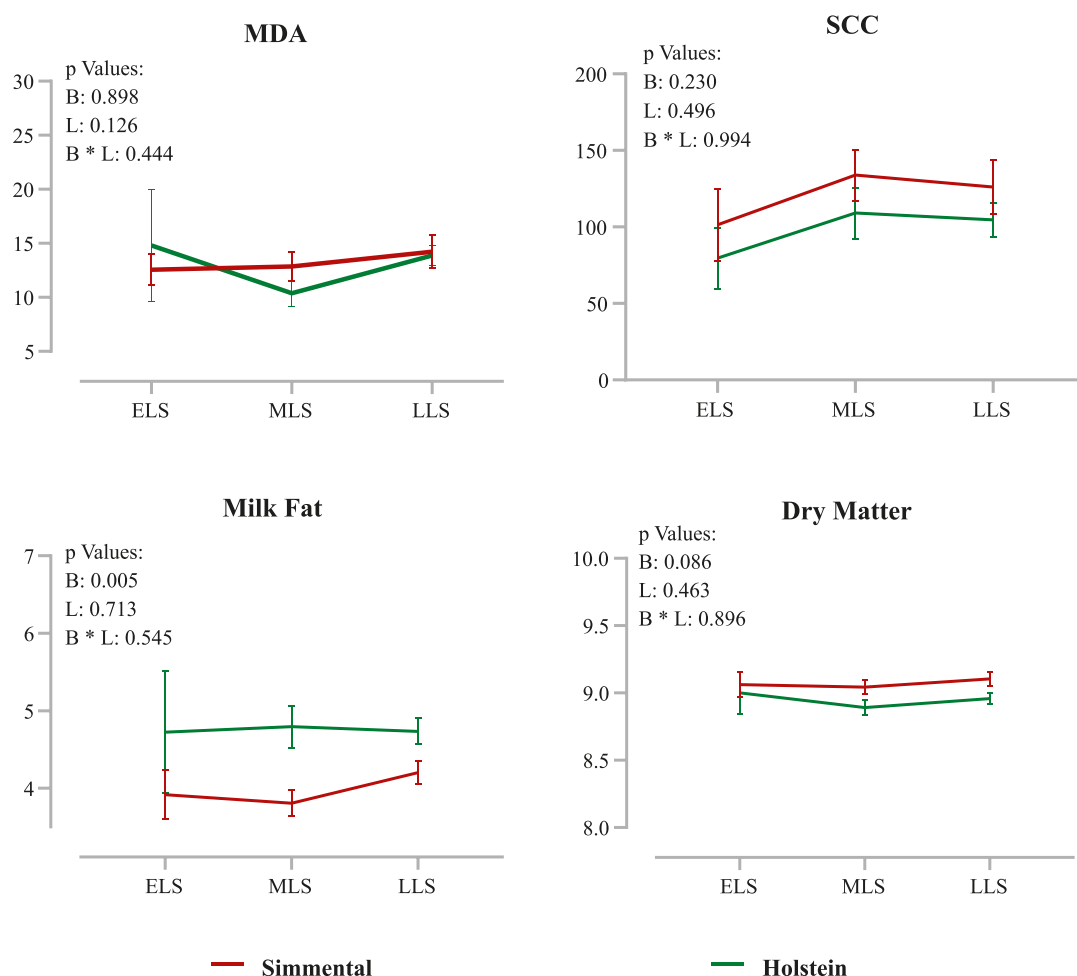 MDA
p Values:
B: 0.898
L: 0.126
B * L: 0.444
30
25
20
15
10
5
ELS MLS LLS
SCC
p Values:
B: 0.230
L: 0.496
B * L: 0.994
200
150
100
50
0
ELS MLS LLS
Milk Fat
p Values:
B: 0.005
L: 0.713
B * L: 0.545
7
6
5
4
ELS MLS LLS
Dry Matter
p Values:
B: 0.086
L: 0.463
B * L: 0.896
10.0
9.5
9.0
8.5
8.0
ELS MLS LLS
Simmental Holstein